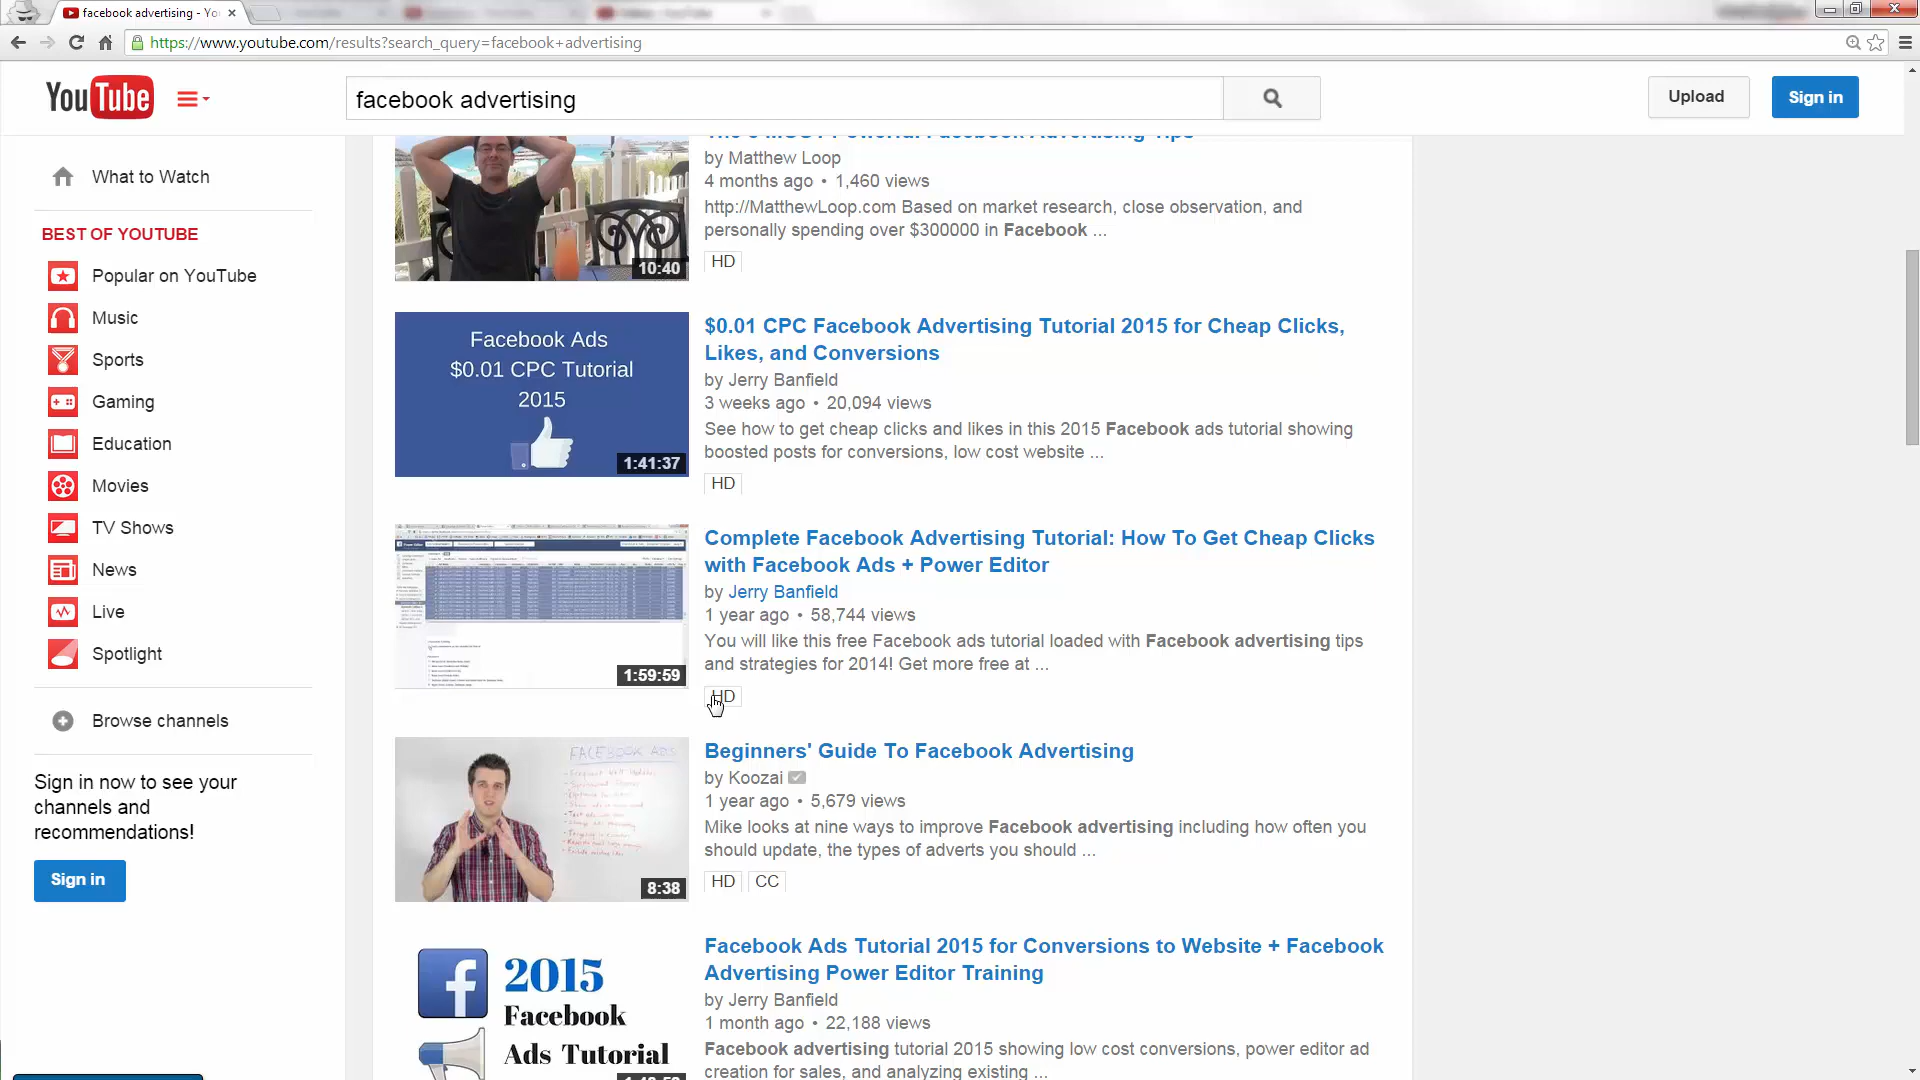 facebook advertising - Yo
https://www.youtube.com/results?search_query=facebook+advertising
YouTube
facebook advertising
Upload
Sign in
What to Watch
BEST OF YOUTUBE
Popular on YouTube
Music
Sports
Gaming
Education
Movies
TV Shows
News
Live
Spotlight
Browse channels
Sign in now to see your
channels and
recommendations!
Sign in
Facebook Advertising Tips
by Matthew Loop
4 months ago • 1,460 views
http://MatthewLoop.com Based on market research, close observation, and
personally spending over $300000 in Facebook ...
HD
10:40
Facebook Ads
$0.01 CPC Tutorial
2015
1:41:37
$0.01 CPC Facebook Advertising Tutorial 2015 for Cheap Clicks,
Likes, and Conversions
by Jerry Banfield
3 weeks ago • 20,094 views
See how to get cheap clicks and likes in this 2015 Facebook ads tutorial showing
boosted posts for conversions, low cost website ...
HD
1:59:59
Complete Facebook Advertising Tutorial: How To Get Cheap Clicks
with Facebook Ads + Power Editor
by Jerry Banfield
1 year ago • 58,744 views
You will like this free Facebook ads tutorial loaded with Facebook advertising tips
and strategies for 2014! Get more free at ...
HD
FACEBOOK ADS
8:38
Beginners' Guide To Facebook Advertising
by Koozai
1 year ago • 5,679 views
Mike looks at nine ways to improve Facebook advertising including how often you
should update, the types of adverts you should ...
HD CC
2015
Facebook
Ads Tutorial
Facebook Ads Tutorial 2015 for Conversions to Website + Facebook
Advertising Power Editor Training
by Jerry Banfield
1 month ago • 22,188 views
Facebook advertising tutorial 2015 showing low cost conversions, power editor ad
creation for sales, and analyzing existing ...